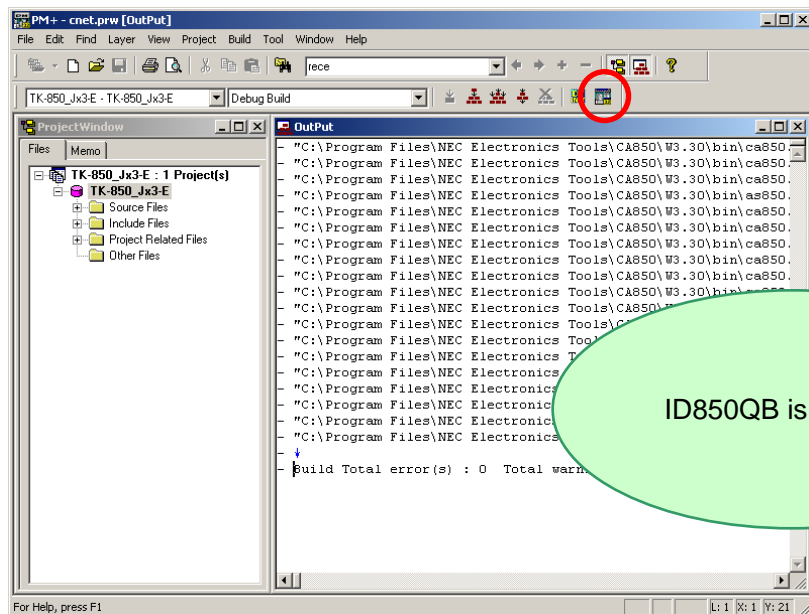 PM+ - cnet.prw [OutPut]
File Edit Find Layer View Project Build Tool Window Help
rece
TK-850_Jx3-E - TK-850_Jx3-E Debug Build
ProjectWindow
Files Memo
TK-850_Jx3-E : 1 Project(s)
TK-850_Jx3-E
Source Files
Include Files
Project Related Files
Other Files
OutPut
- "C:\Program Files\NEC Electronics Tools\CA850\W3.30\bin\ca850.
- "C:\Program Files\NEC Electronics Tools\CA850\W3.30\bin\ca850.
- "C:\Program Files\NEC Electronics Tools\CA850\W3.30\bin\ca850.
- "C:\Program Files\NEC Electronics Tools\CA850\W3.30\bin\as850.
- "C:\Program Files\NEC Electronics Tools\CA850\W3.30\bin\ca850.
- "C:\Program Files\NEC Electronics Tools\CA850\W3.30\bin\as850.
- "C:\Program Files\NEC Electronics Tools\CA850\W3.30\bin\ca850.
- "C:\Program Files\NEC Electronics Tools\CA850\W3.30\bin\ca850.
- "C:\Program Files\NEC Electronics Tools\CA850\W3.30\bin\ca850.
- "C:\Program Files\NEC Electronics Tools\CA850\W3.30\bin\
- "C:\Program Files\NEC Electronics Tools\CA850\
- "C:\Program Files\NEC Electronics Tools\
- "C:\Program Files\NEC Electronics
- "C:\Program Files\NEC Electronics
- "C:\Program Files\NEC Electronics
- "C:\Program Files\NEC Electronic
- "C:\Program Files\NEC Electronic
- "C:\Program Files\NEC Electronic
- "C:\Program Files\NEC Electronics
- ↓
- Build Total error(s) : 0 Total warn
ID850QB is
For Help, press F1
L: 1 X: 1 Y: 21